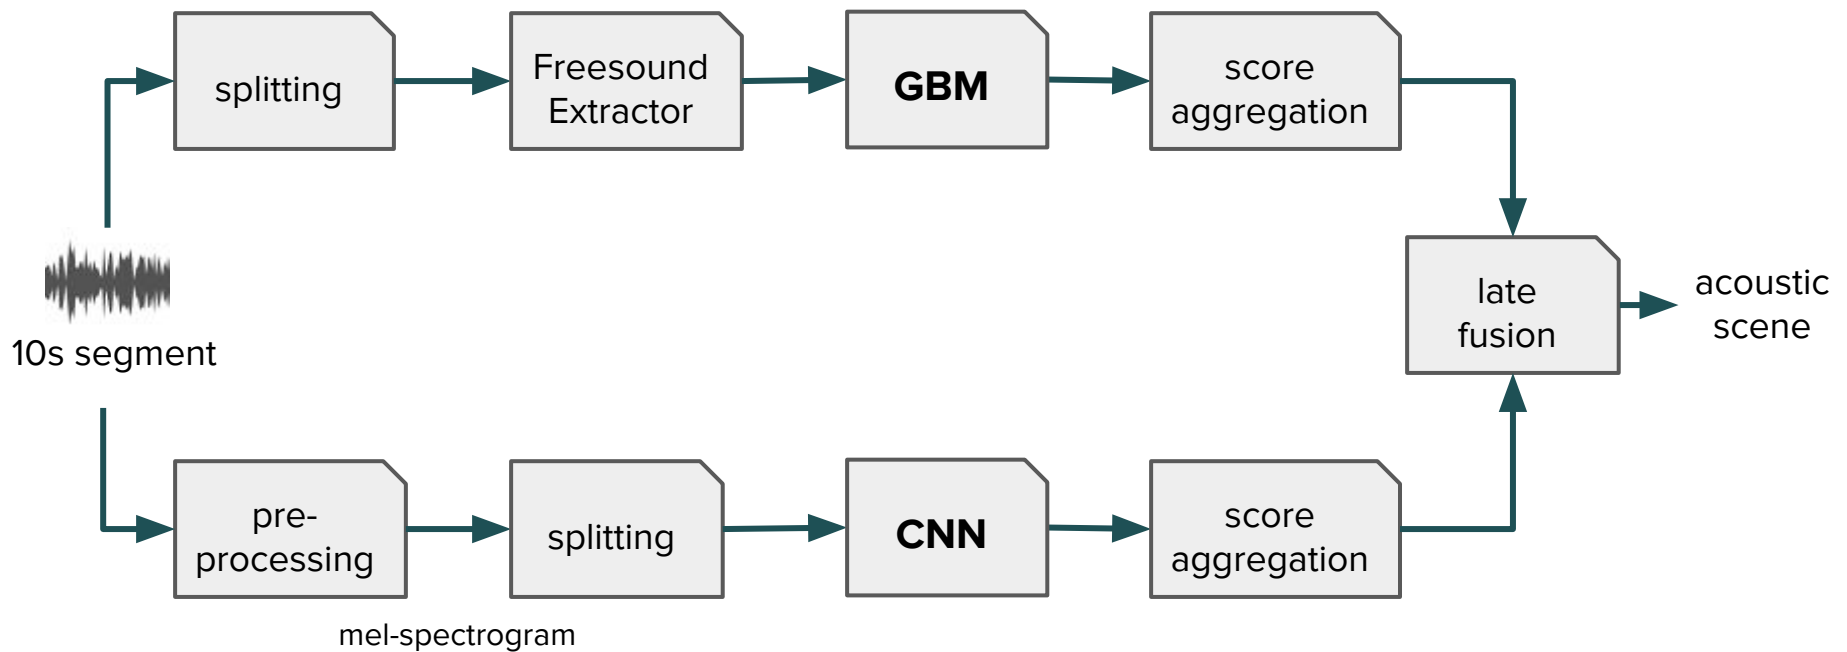 splitting
Freesound
Extractor
GBM
score
aggregation
10s segment
late
fusion
acoustic
scene
pre-
processing
splitting
CNN
score
aggregation
mel-spectrogram